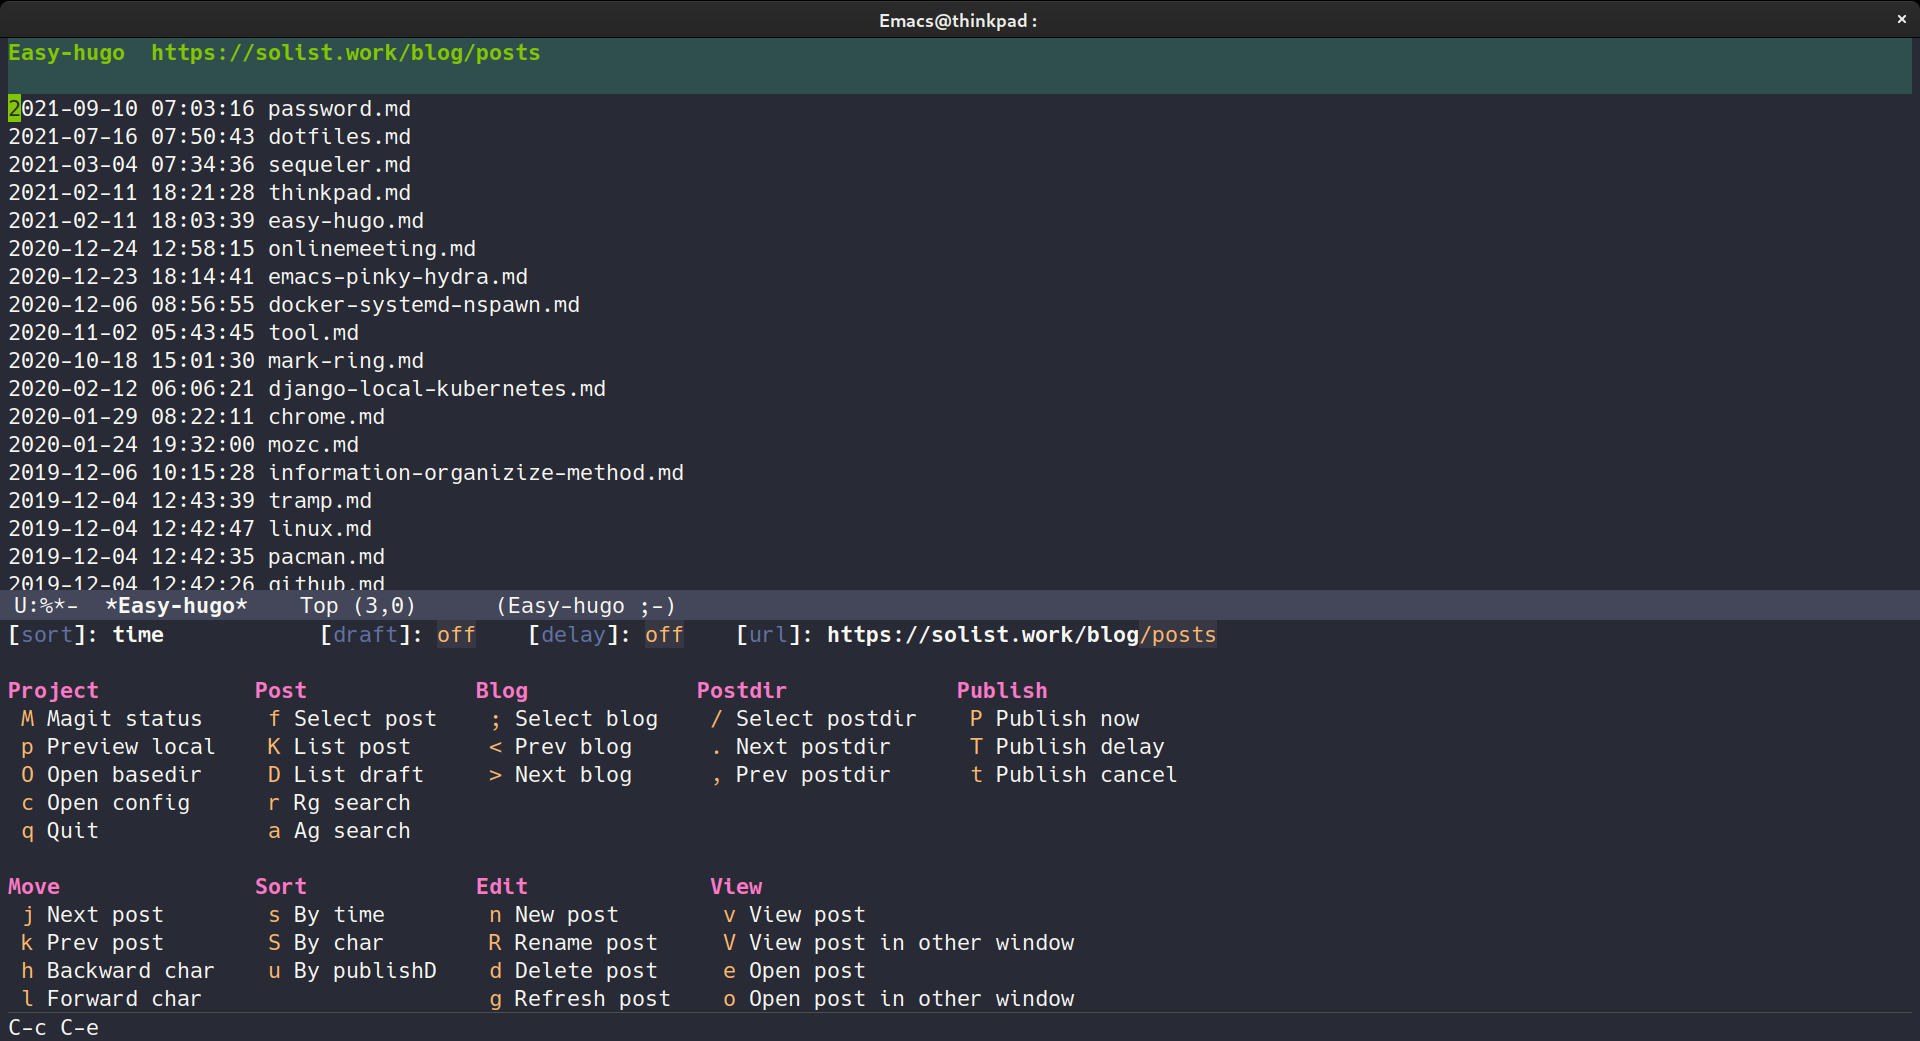 Emacs@thinkpad: ×
Easy-hugo  https://solist.work/blog/posts
2021-09-10 07:03:16 password.md
2021-07-16 07:50:43 dotfiles.md
2021-03-04 07:34:36 sequeler.md
2021-02-11 18:21:28 thinkpad.md
2021-02-11 18:03:39 easy-hugo.md
2020-12-24 12:58:15 onlinemeeting.md
2020-12-23 18:14:41 emacs-pinky-hydra.md
2020-12-06 08:56:55 docker-systemd-nspawn.md
2020-11-02 05:43:45 tool.md
2020-10-18 15:01:30 mark-ring.md
2020-02-12 06:06:21 django-local-kubernetes.md
2020-01-29 08:22:11 chrome.md
2020-01-24 19:32:00 mozc.md
2019-12-06 10:15:28 information-organizize-method.md
2019-12-04 12:43:39 tramp.md
2019-12-04 12:42:47 linux.md
2019-12-04 12:42:35 pacman.md
2019-12-04 12:42:26 github.md
U:%*-  *Easy-hugo*    Top (3,0)      (Easy-hugo ;-)
[sort]: time            [draft]: off    [delay]: off    [url]: https://solist.work/blog/posts
Project            Post             Blog             Postdir             Publish
M Magit status    f Select post    ; Select blog    / Select postdir    P Publish now
p Preview local    K List post    < Prev blog    . Next postdir    T Publish delay
O Open basedir    D List draft    > Next blog    , Prev postdir    t Publish cancel
c Open config    r Rg search
q Quit    a Ag search
Move    Sort    Edit    View
j Next post    s By time    n New post    v View post
k Prev post    S By char    R Rename post    V View post in other window
h Backward char    u By publishD    d Delete post    e Open post
l Forward char    g Refresh post    o Open post in other window
C-c C-e